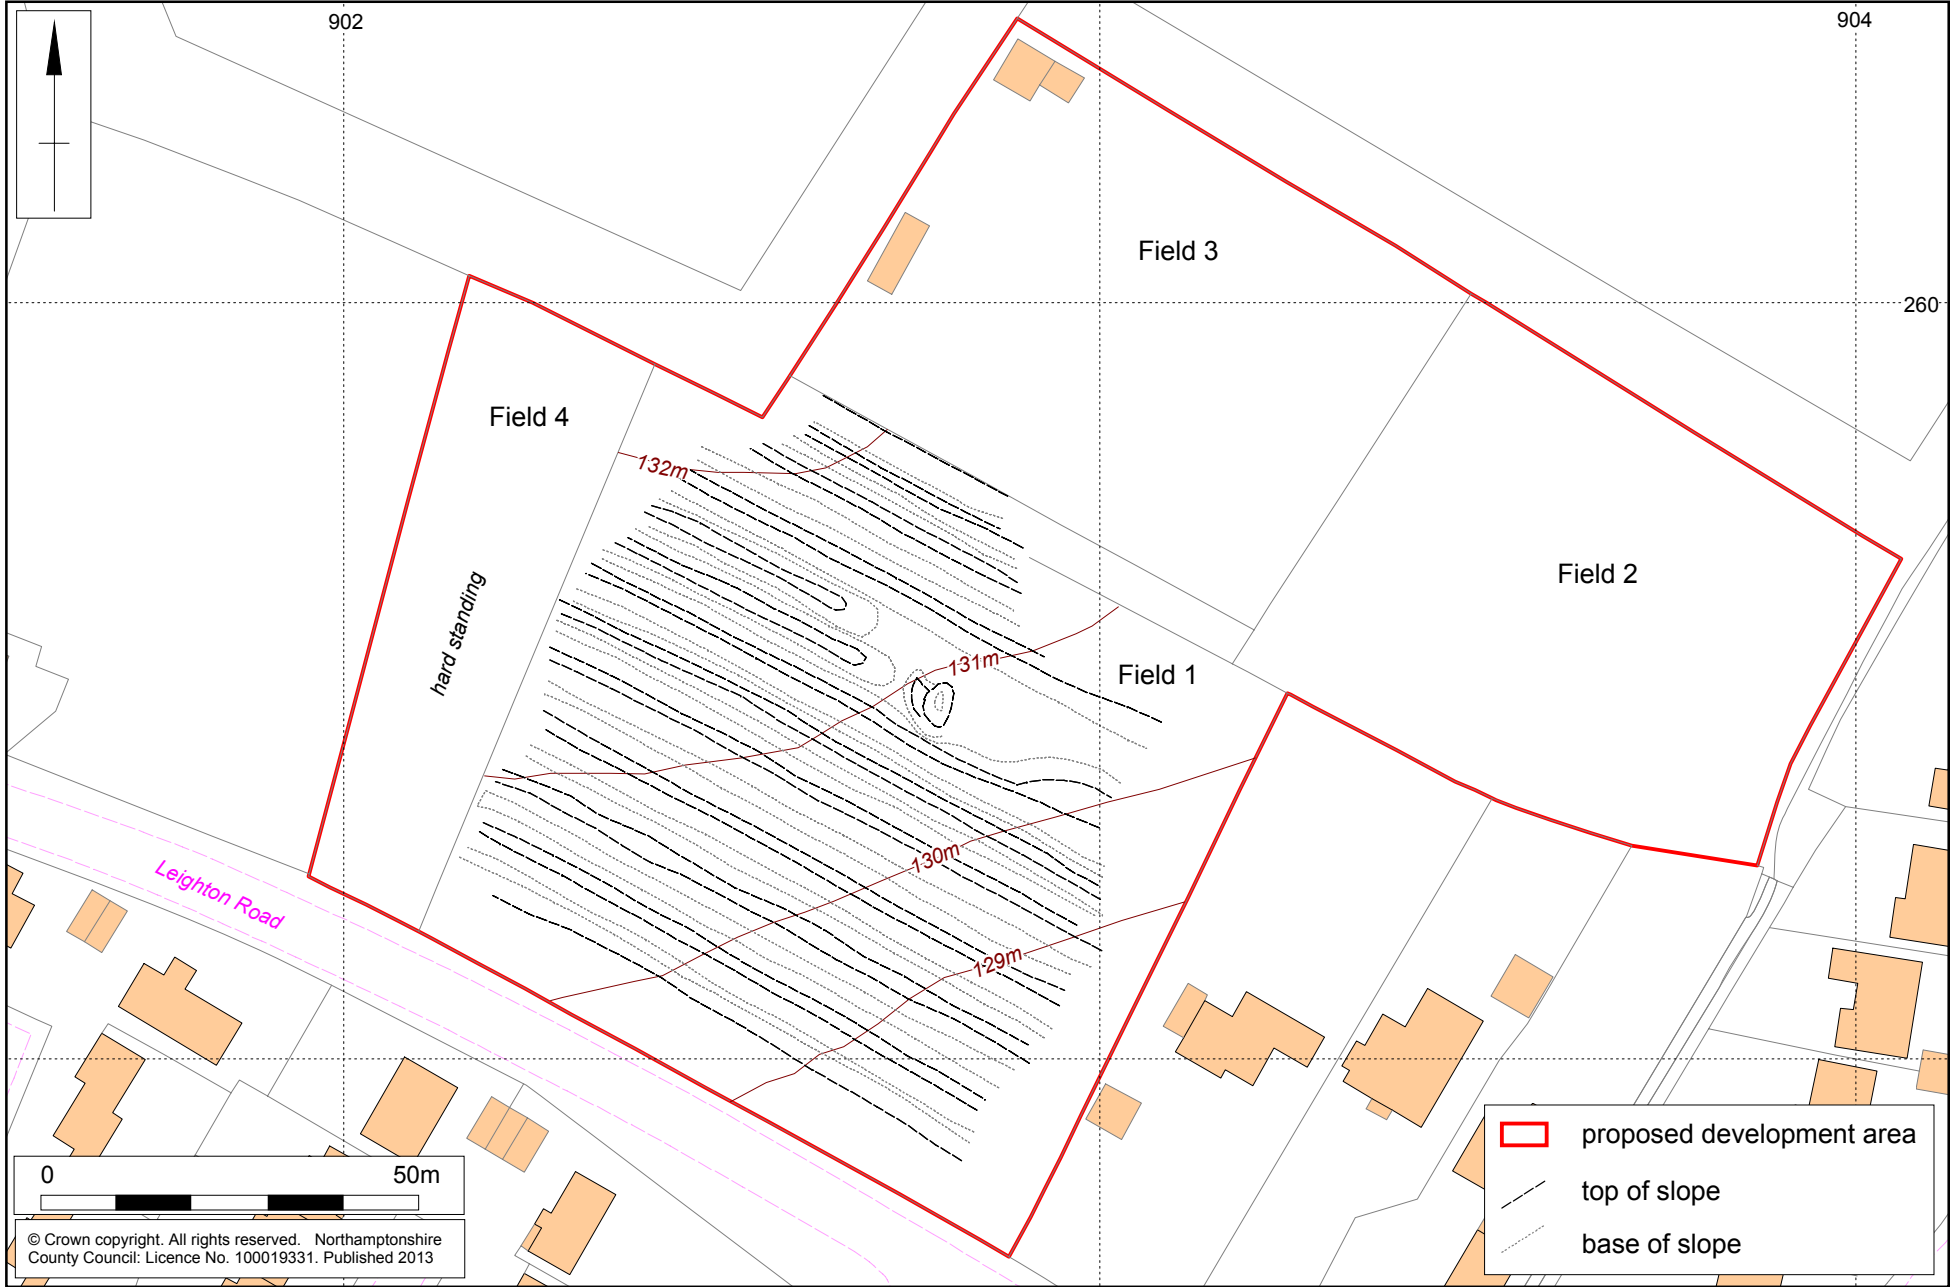 902
904
Field 3
260
Field 4
132m
hard standing
Field 2
131m
Field 1
130m
Leighton Road
129m
0 50m
© Crown copyright. All rights reserved. Northamptonshire
County Council: Licence No. 100019331. Published 2013
proposed development area
top of slope
base of slope